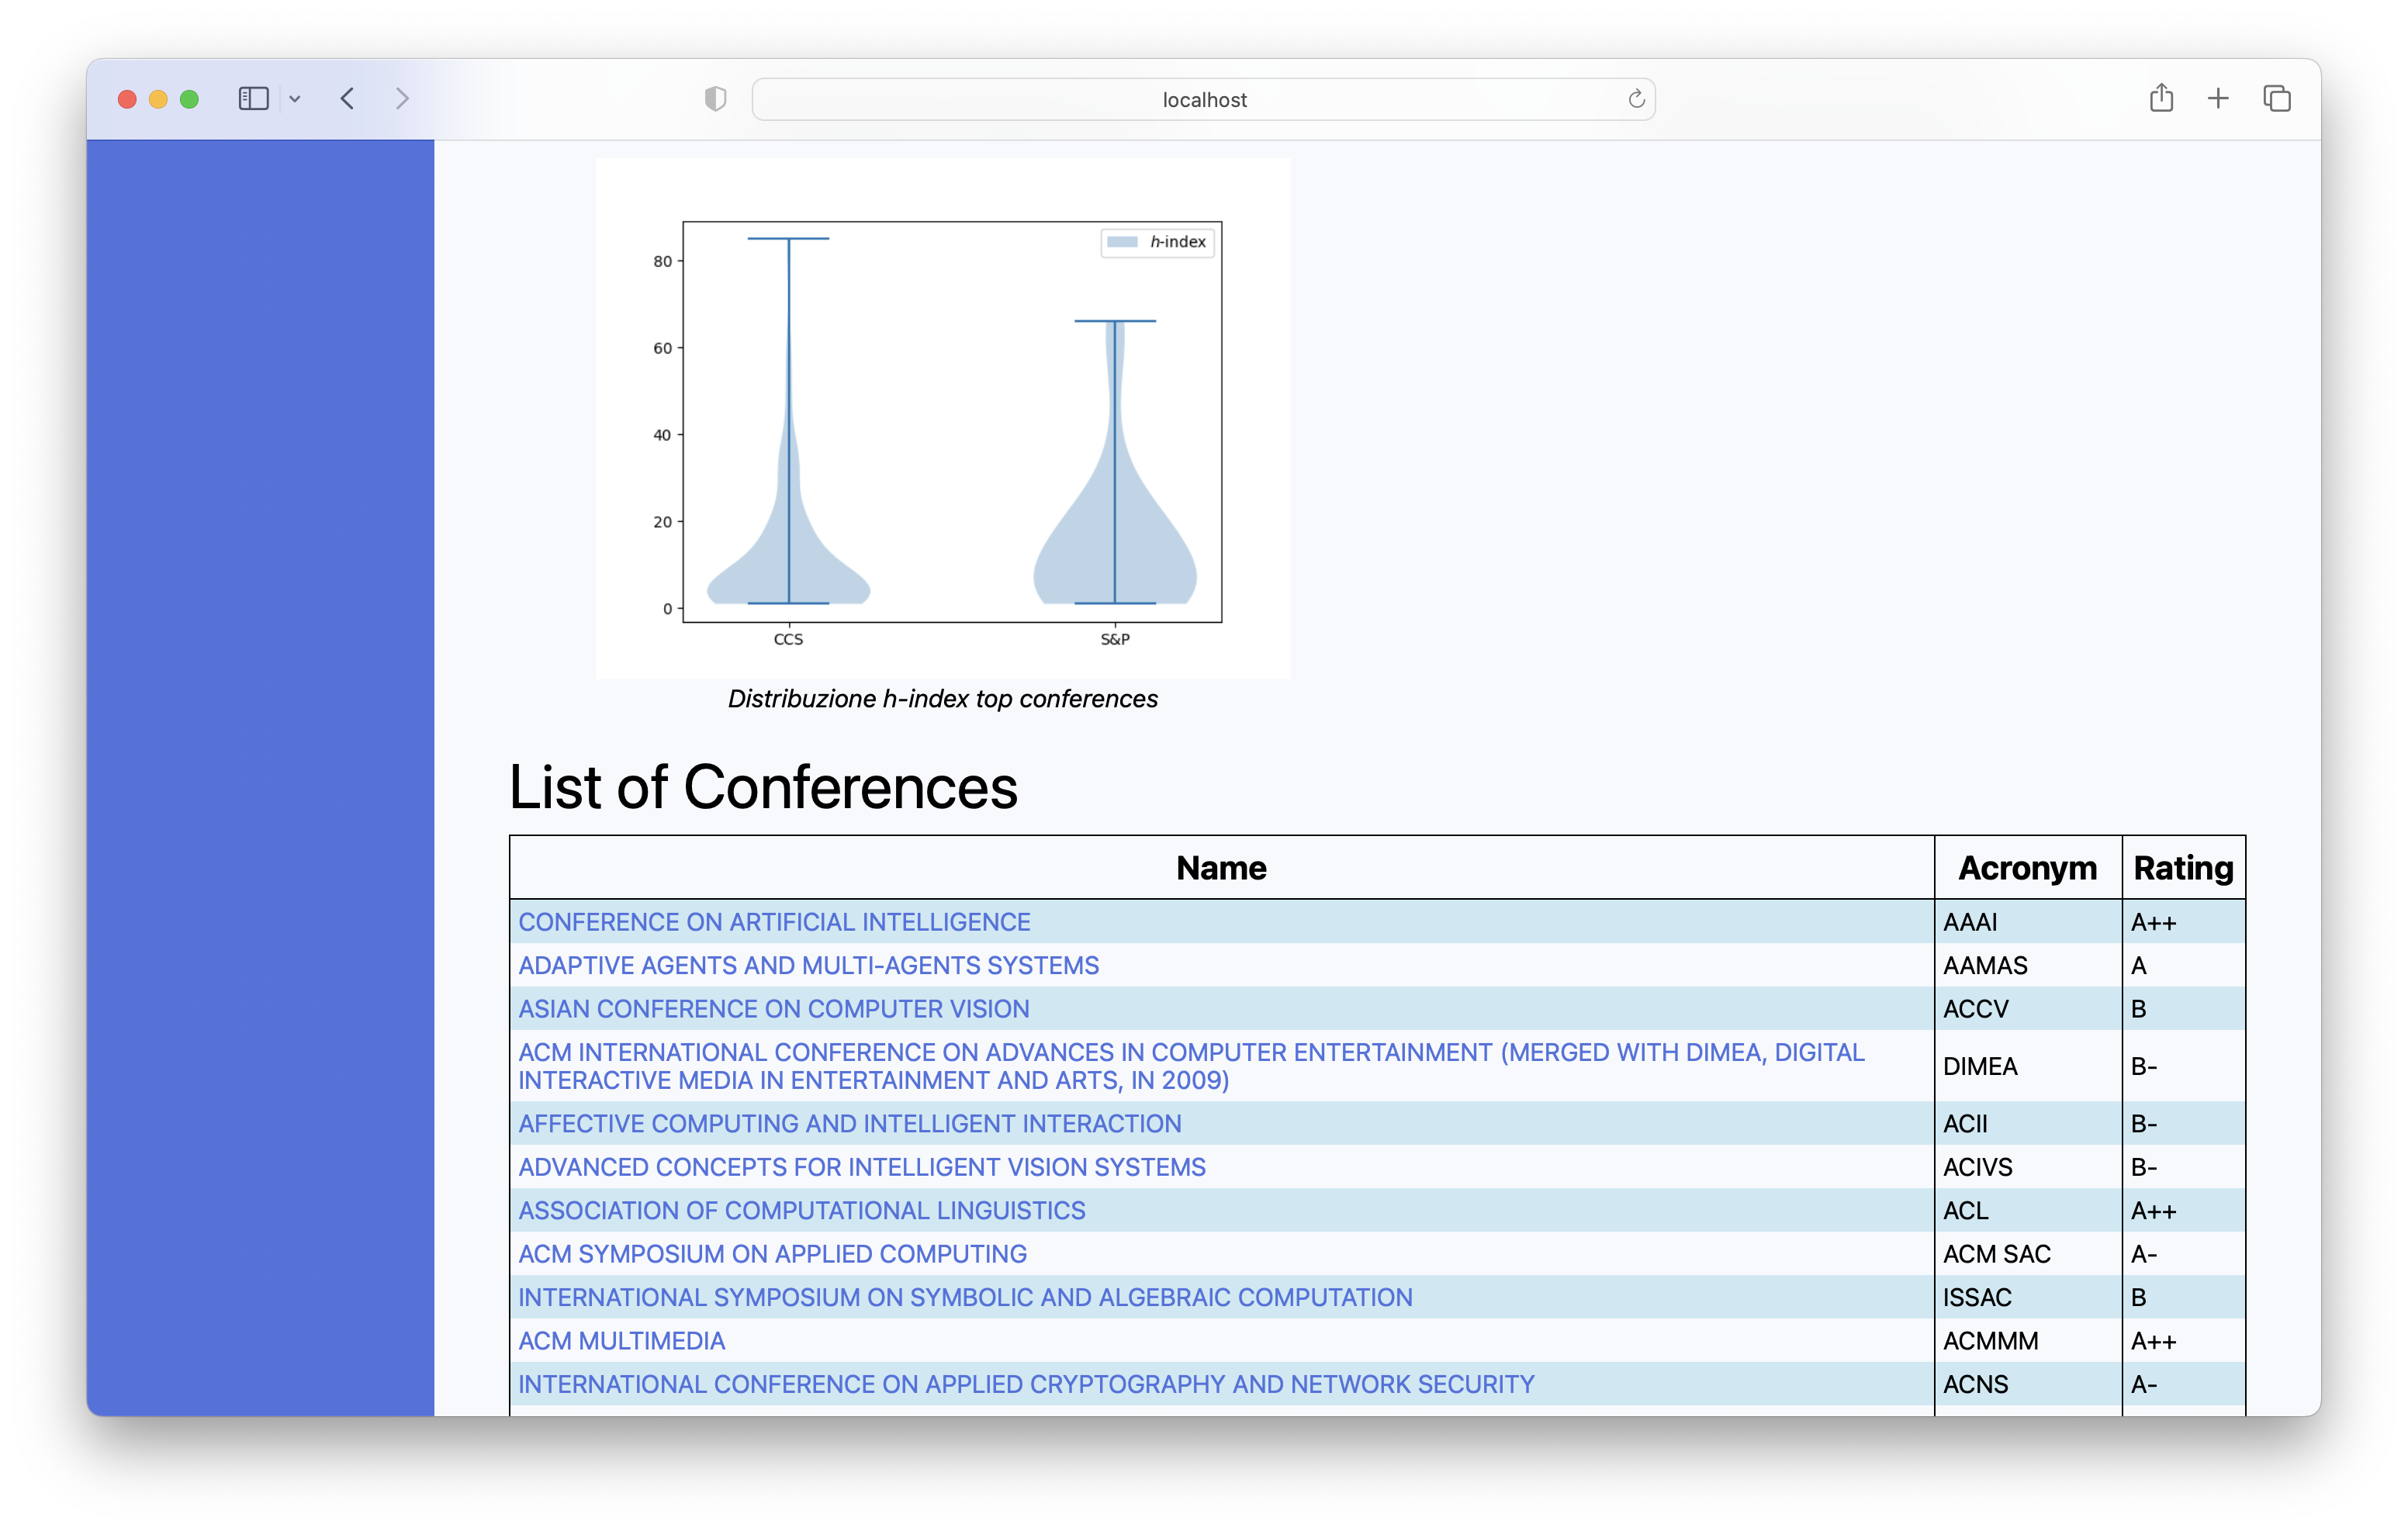 localhost
h-index
80
60
40
20
0
CCS
S&P
Distribuzione h-index top conferences
List of Conferences
Name Acronym Rating
CONFERENCE ON ARTIFICIAL INTELLIGENCE AAAI A++
ADAPTIVE AGENTS AND MULTI-AGENTS SYSTEMS AAMAS A
ASIAN CONFERENCE ON COMPUTER VISION ACCV B
ACM INTERNATIONAL CONFERENCE ON ADVANCES IN COMPUTER ENTERTAINMENT (MERGED WITH DIMEA, DIGITAL
INTERACTIVE MEDIA IN ENTERTAINMENT AND ARTS, IN 2009) DIMEA B-
AFFECTIVE COMPUTING AND INTELLIGENT INTERACTION ACII B-
ADVANCED CONCEPTS FOR INTELLIGENT VISION SYSTEMS ACIVS B-
ASSOCIATION OF COMPUTATIONAL LINGUISTICS ACL A++
ACM SYMPOSIUM ON APPLIED COMPUTING ACM SAC A-
INTERNATIONAL SYMPOSIUM ON SYMBOLIC AND ALGEBRAIC COMPUTATION ISSAC B
ACM MULTIMEDIA ACMMM A++
INTERNATIONAL CONFERENCE ON APPLIED CRYPTOGRAPHY AND NETWORK SECURITY ACNS A-